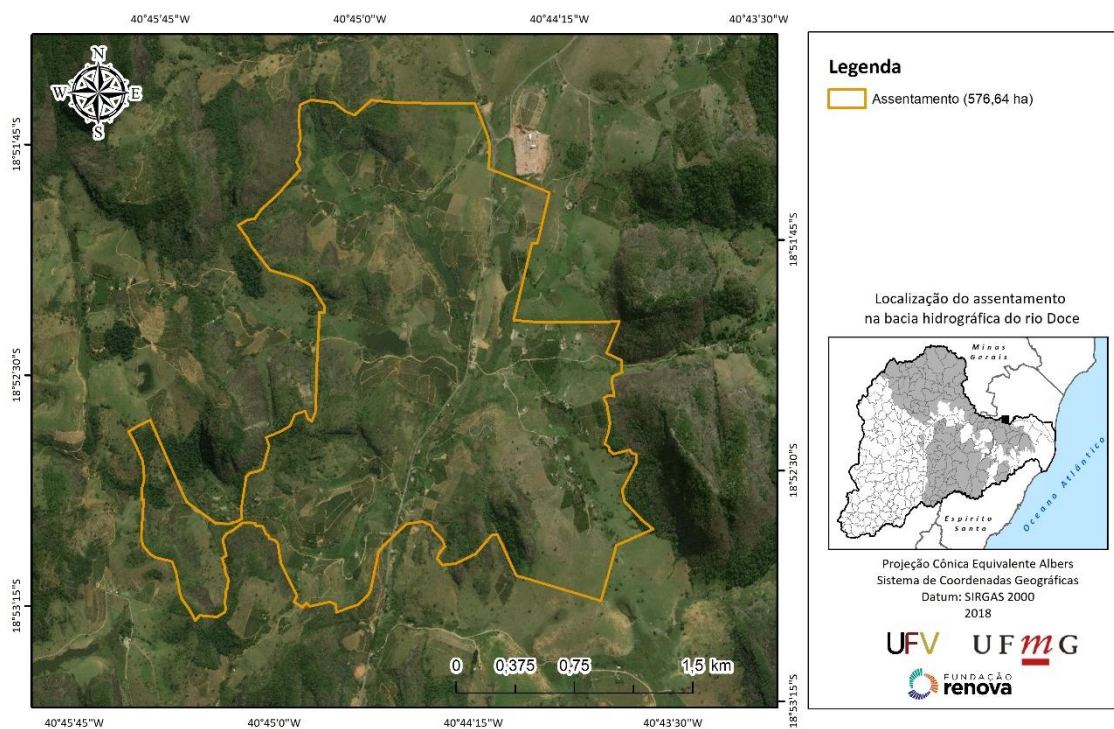 40°45'45"W 40°45'0"W 40°44'15"W 40°43'30"W
N
W E
S
18°51'45"S
18°52'30"S
18°53'15"S
18°51'45"S
18°52'30"S
18°53'15"S
0 0,375 0,75 1,5 km
40°45'45"W 40°45'0"W 40°44'15"W 40°43'30"W
Legenda
Assentamento (576,64 ha)
Localização do assentamento
na bacia hidrográfica do rio Doce
Minas
Gerais
Espírito
Santo
Oceano Atlântico
Projeção Cônica Equivalente Albers
Sistema de Coordenadas Geográficas
Datum: SIRGAS 2000
2018
UFV UFmG
FUNDAÇÃO
renova